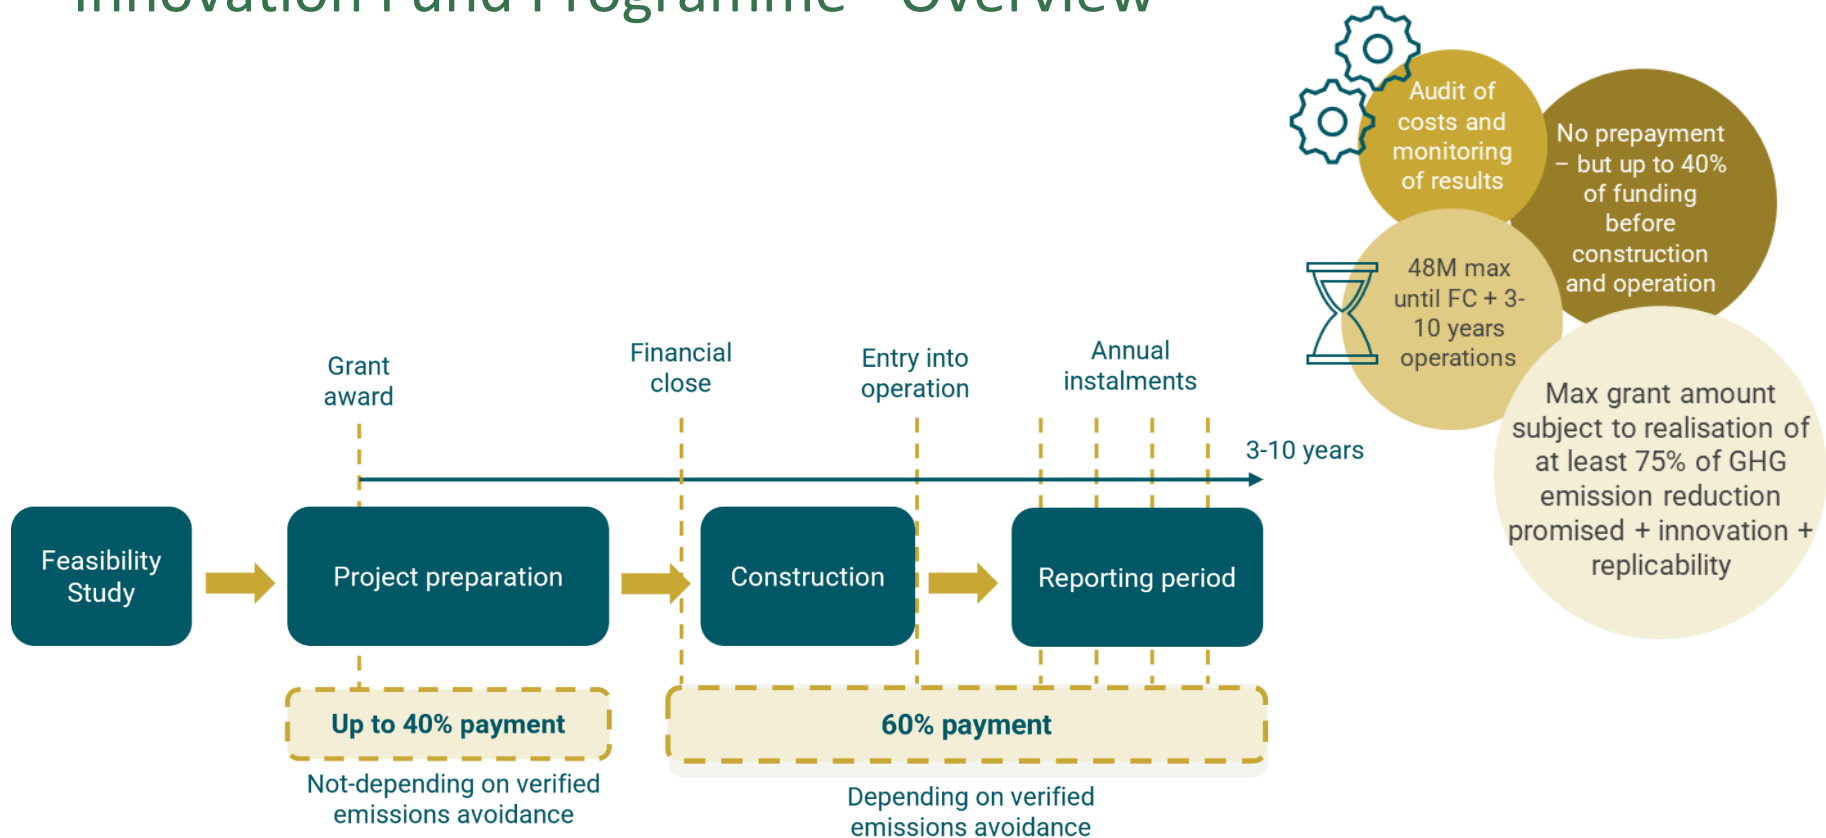 Innovation Fund Programme - Overview
Audit of
costs and
monitoring
of results
No prepayment
– but up to 40%
of funding
before
construction
and operation
48M max
until FC + 3-
10 years
operations
Max grant amount
subject to realisation of
at least 75% of GHG
emission reduction
promised + innovation +
replicability
Grant
award
Financial
close
Entry into
operation
Annual
instalments
3-10 years
Feasibility
Study
Project preparation
Construction
Reporting period
Up to 40% payment
60% payment
Not-depending on verified
emissions avoidance
Depending on verified
emissions avoidance